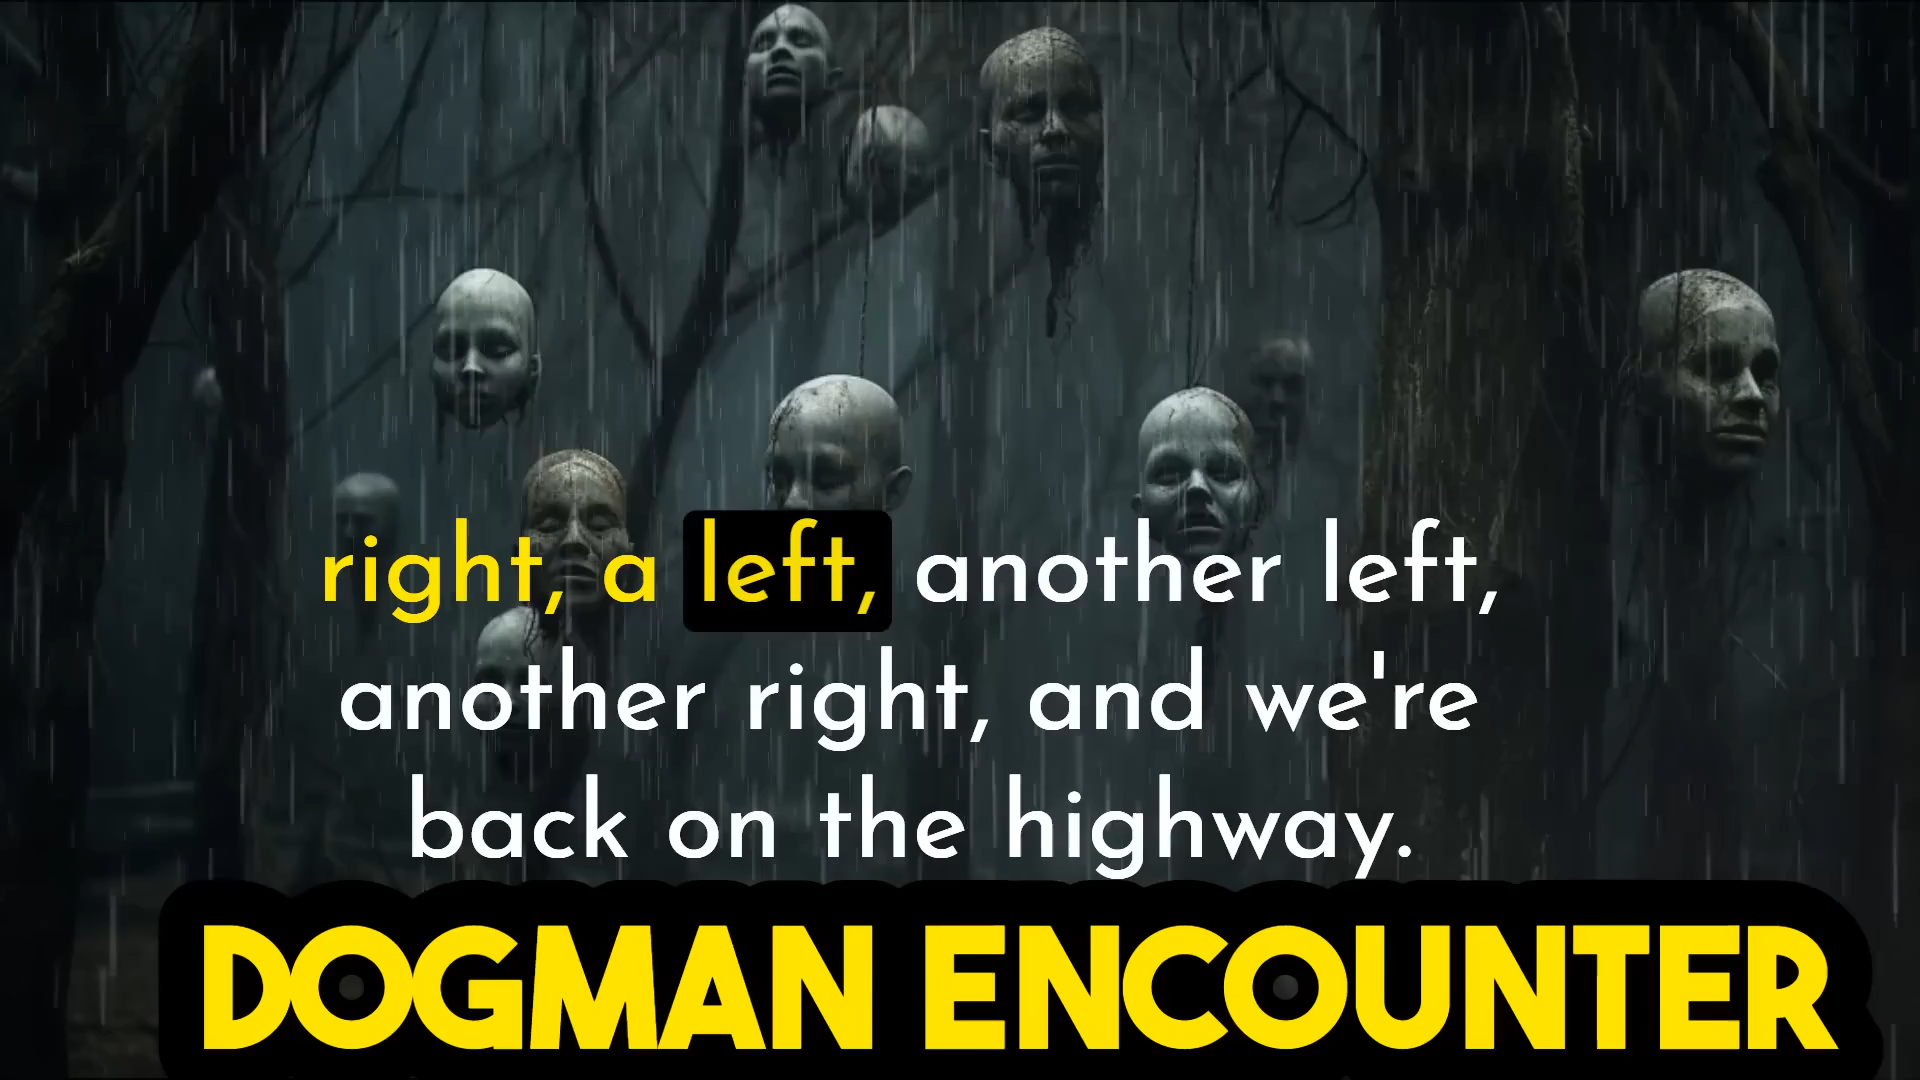 right, a left, another left,
another right, and we're
back on the highway.
DOGMAN ENCOUNTER